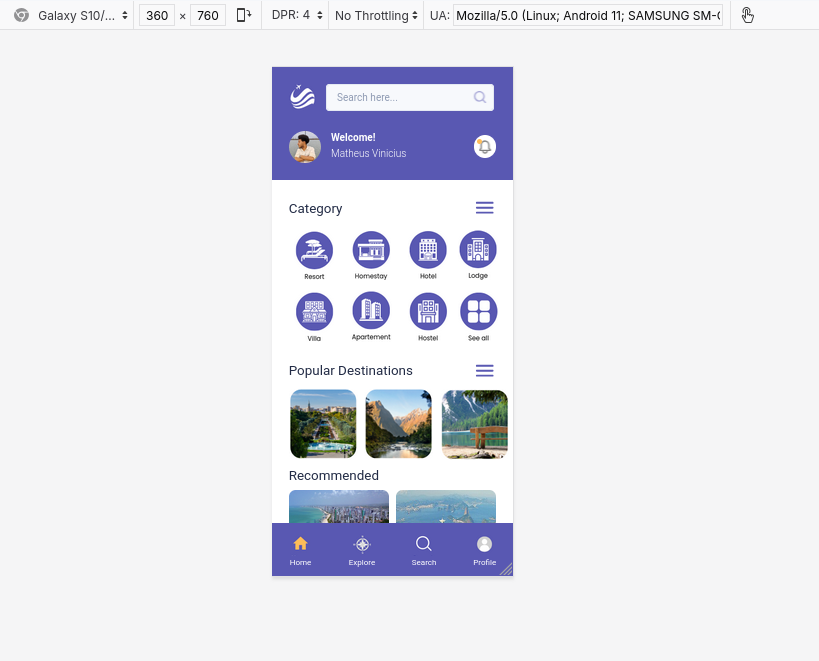 Galaxy S10/... 360 × 760 DPR: 4 No Throttling UA: Mozilla/5.0 (Linux; Android 11; SAMSUNG SM-G
Search here...
Welcome!
Matheus Vinicius
Category
Resort Homestay Hotel Lodge
Villa Apartement Hostel See all
Popular Destinations
Recommended
Home Explore Search Profile